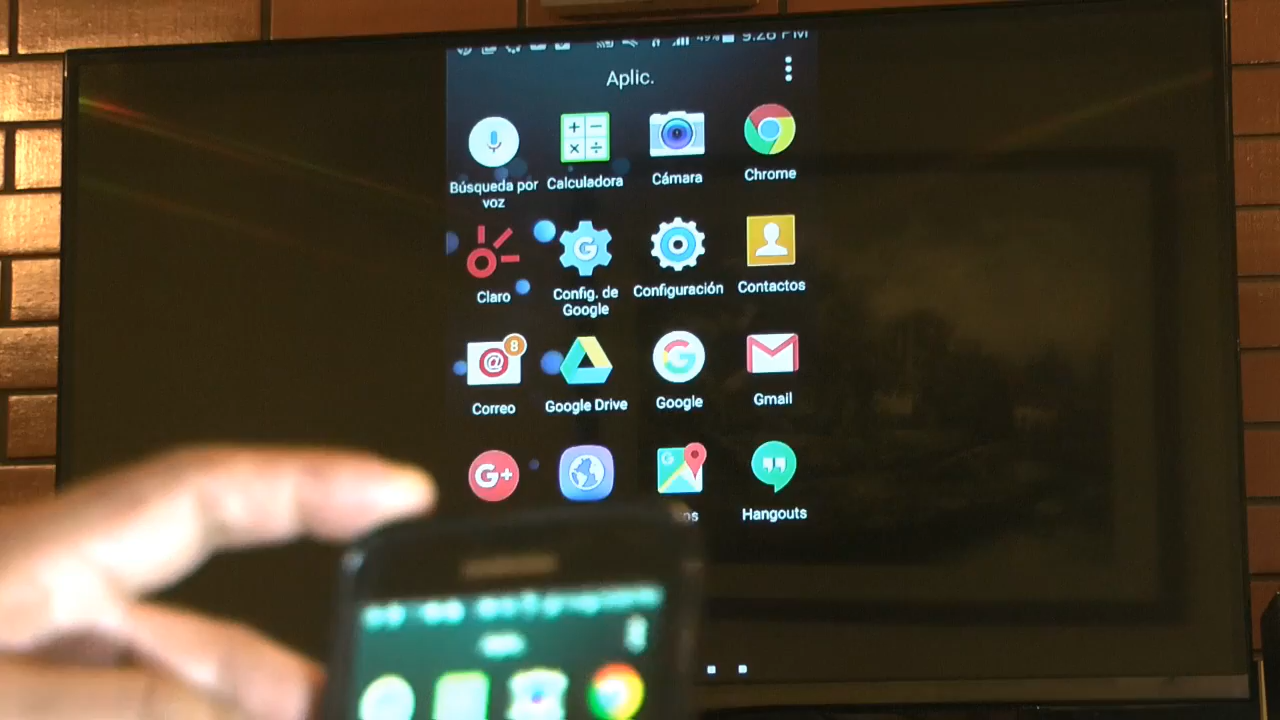 49% 9:28 PM
Aplic.
Búsqueda por
voz
Calculadora
Cámara
Chrome
Claro
Config. de
Google
Configuración
Contactos
8
Correo
Google Drive
Google
Gmail
G+
Hangouts